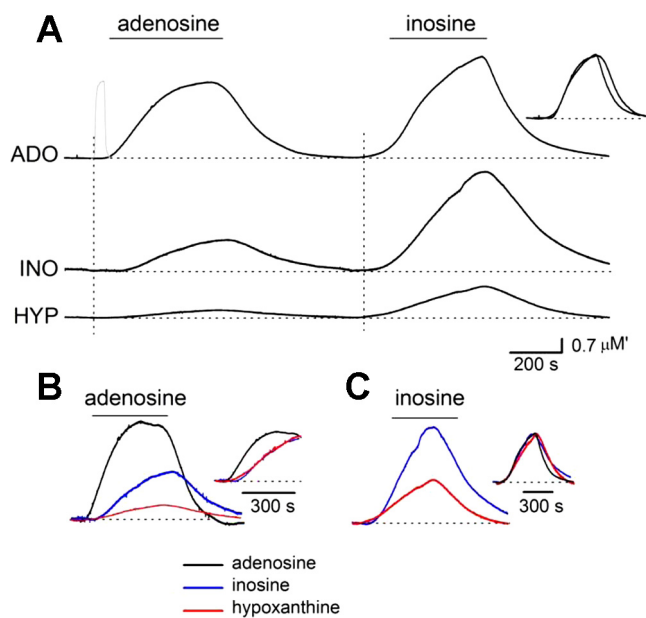 A
adenosine
inosine
ADO
INO
HYP
0.7 μM'
200 s
B
adenosine
300 s
C
inosine
300 s
adenosine
inosine
hypoxanthine